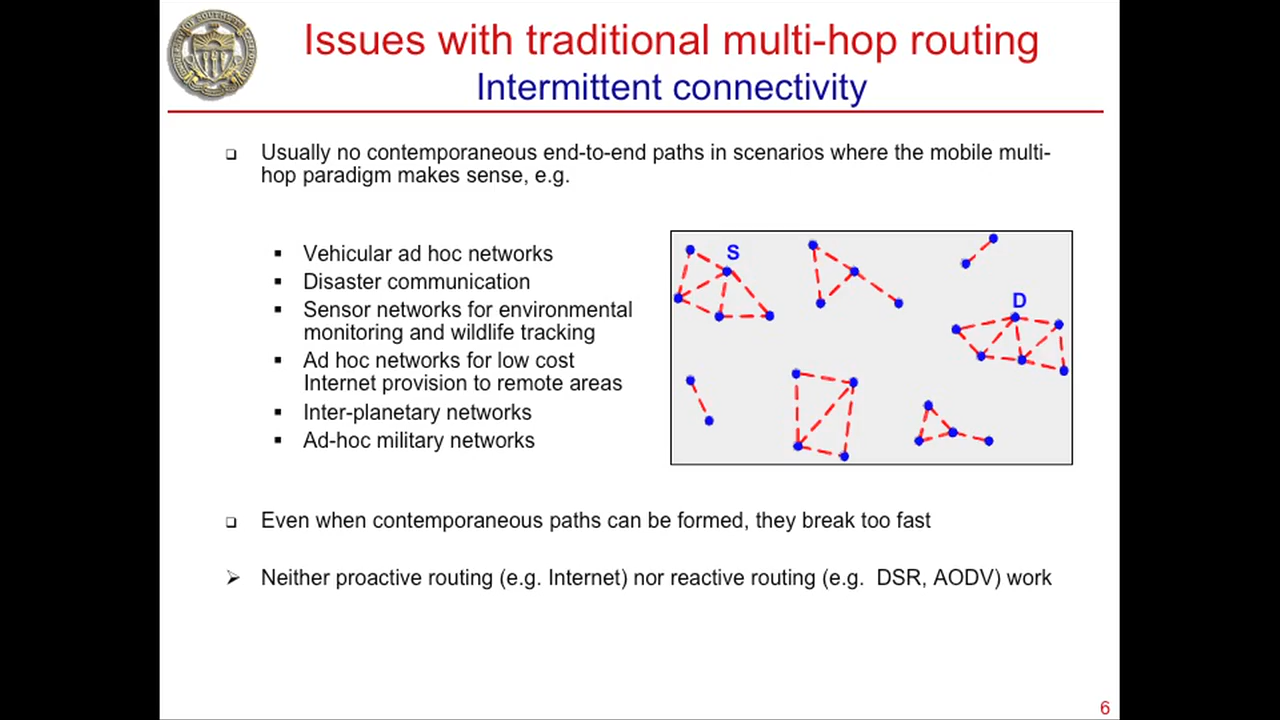 Issues with traditional multi-hop routing
Intermittent connectivity
❑ Usually no contemporaneous end-to-end paths in scenarios where the mobile multi-
hop paradigm makes sense, e.g.
▪ Vehicular ad hoc networks
▪ Disaster communication
▪ Sensor networks for environmental
monitoring and wildlife tracking
▪ Ad hoc networks for low cost
Internet provision to remote areas
▪ Inter-planetary networks
▪ Ad-hoc military networks
S
D
❑ Even when contemporaneous paths can be formed, they break too fast
➢ Neither proactive routing (e.g. Internet) nor reactive routing (e.g. DSR, AODV) work
6